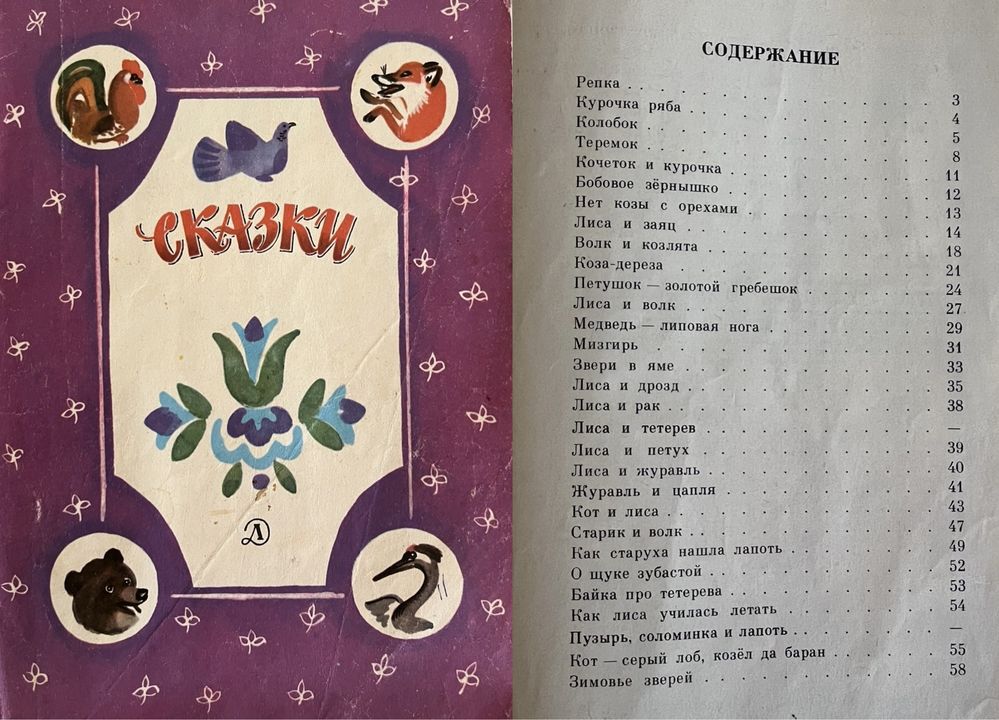 СКАЗКИ
Д
СОДЕРЖАНИЕ
Репка . . . . . . . . . . . . . . . 3
Курочка ряба . . . . . . . . . . . . 4
Колобок . . . . . . . . . . . . . . 5
Теремок . . . . . . . . . . . . . . 8
Кочеток и курочка . . . . . . . . . . 11
Бобовое зёрнышко . . . . . . . . . . 12
Нет козы с орехами . . . . . . . . . 13
Лиса и заяц . . . . . . . . . . . . 14
Волк и козлята . . . . . . . . . . . 18
Коза-дереза . . . . . . . . . . . . 21
Петушок — золотой гребешок . . . . . . 24
Лиса и волк . . . . . . . . . . . . 27
Медведь — липовая нога . . . . . . . . 29
Мизгирь . . . . . . . . . . . . . . 31
Звери в яме . . . . . . . . . . . . 33
Лиса и дрозд . . . . . . . . . . . . 35
Лиса и рак . . . . . . . . . . . . . 38
Лиса и тетерев . . . . . . . . . . . —
Лиса и петух . . . . . . . . . . . . 39
Лиса и журавль . . . . . . . . . . . 40
Журавль и цапля . . . . . . . . . . . 41
Кот и лиса . . . . . . . . . . . . . 43
Старик и волк . . . . . . . . . . . . 47
Как старуха нашла лапоть . . . . . . . 49
О щуке зубастой . . . . . . . . . . . 52
Байка про тетерева . . . . . . . . . . 53
Как лиса училась летать . . . . . . . 54
Пузырь, соломинка и лапоть . . . . . . —
Кот — серый лоб, козёл да баран . . . . 55
Зимовье зверей . . . . . . . . . . . 58